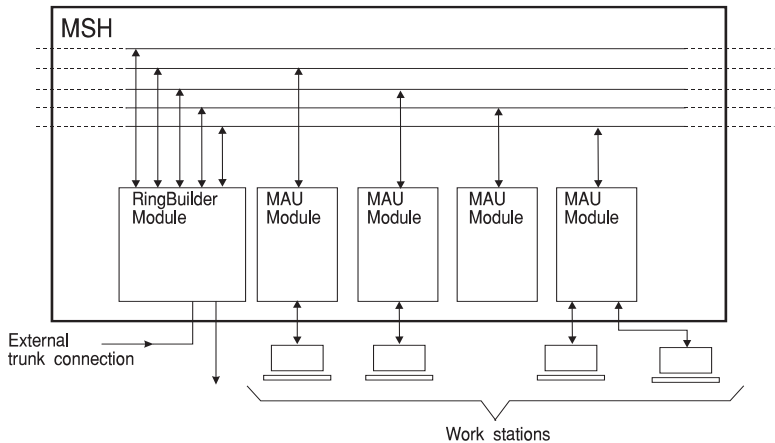 MSH
RingBuilder
Module
MAU
Module
MAU
Module
MAU
Module
MAU
Module
External
trunk connection
Work stations